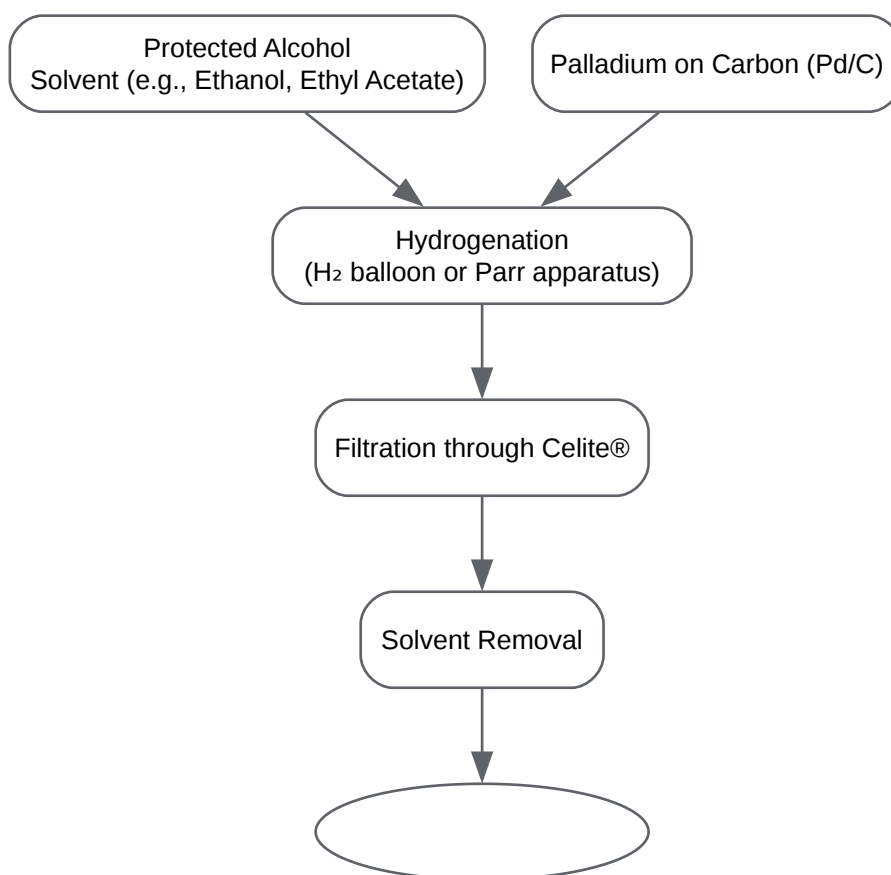 Protected Alcohol
Solvent (e.g., Ethanol, Ethyl Acetate)
Palladium on Carbon (Pd/C)
Hydrogenation
(H₂ balloon or Parr apparatus)
Filtration through Celite®
Solvent Removal